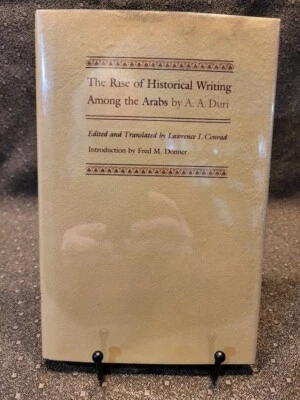 The Rise of Historical Writing
Among the Arabs by A. A. Duri
Edited and Translated by Lawrence I. Conrad
Introduction by Fred M. Donner